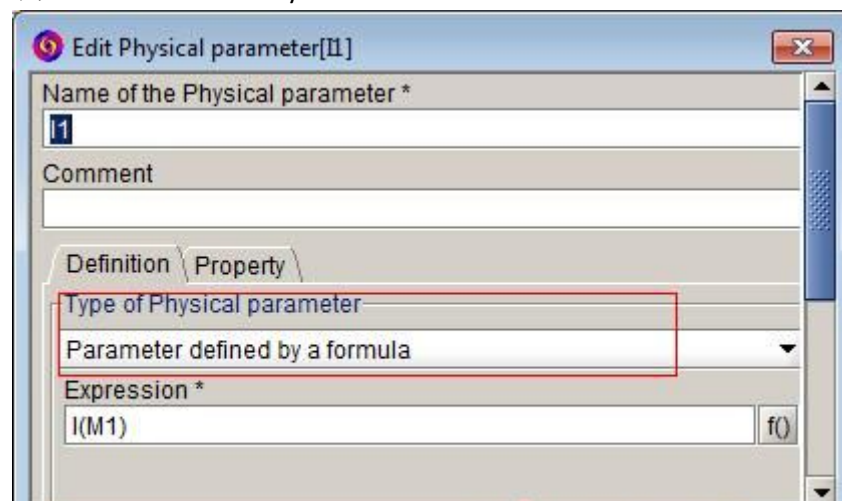 Edit Physical parameter[I1]
Name of the Physical parameter *
I1
Comment
Definition Property
Type of Physical parameter
Parameter defined by a formula
Expression *
I(M1) f()